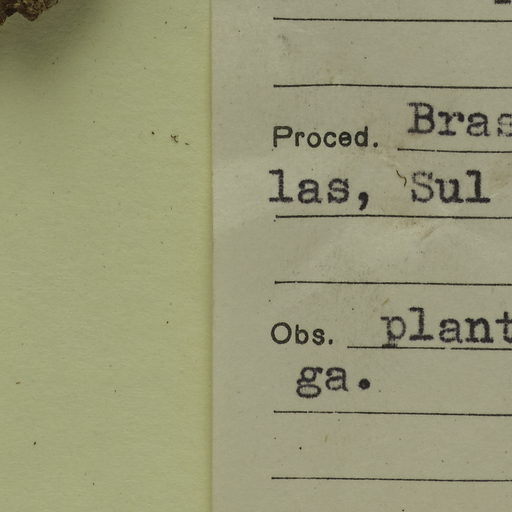 Proced. Bras
las, Sul
Obs. plant
ga.